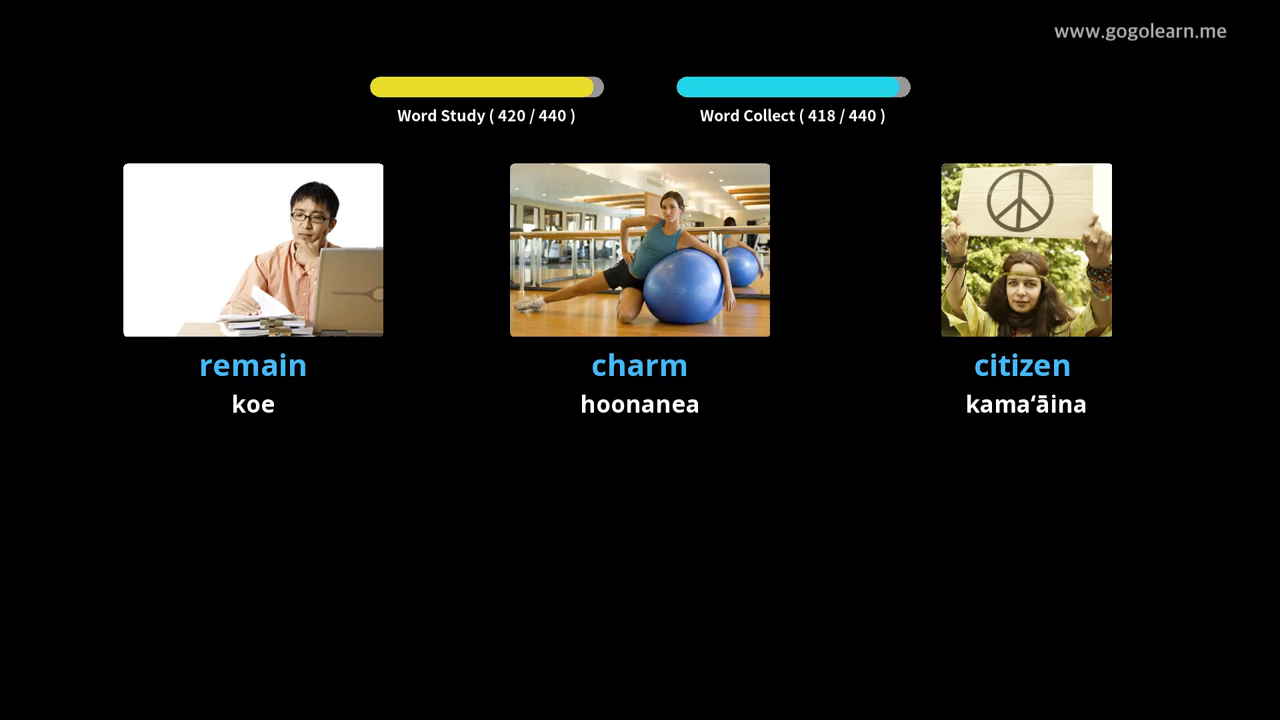 www.gogolearn.me
Word Study ( 420 / 440 )
Word Collect ( 418 / 440 )
remain
koe
charm
hoonanea
citizen
kamaʻāina